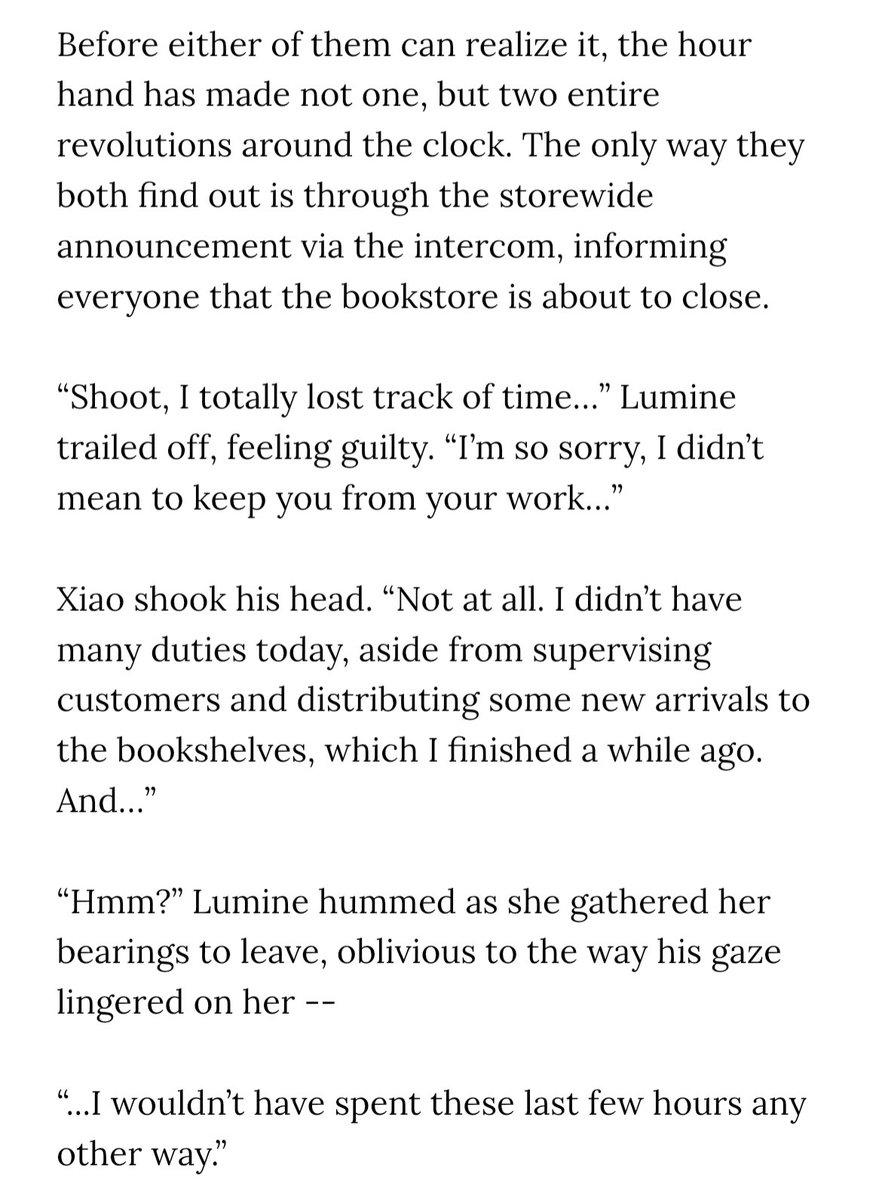 Before either of them can realize it, the hour
hand has made not one, but two entire
revolutions around the clock. The only way they
both find out is through the storewide
announcement via the intercom, informing
everyone that the bookstore is about to close.
“Shoot, I totally lost track of time…” Lumine
trailed off, feeling guilty. “I’m so sorry, I didn’t
mean to keep you from your work…”
Xiao shook his head. “Not at all. I didn’t have
many duties today, aside from supervising
customers and distributing some new arrivals to
the bookshelves, which I finished a while ago.
And…”
“Hmm?” Lumine hummed as she gathered her
bearings to leave, oblivious to the way his gaze
lingered on her --
“…I wouldn’t have spent these last few hours any
other way.”